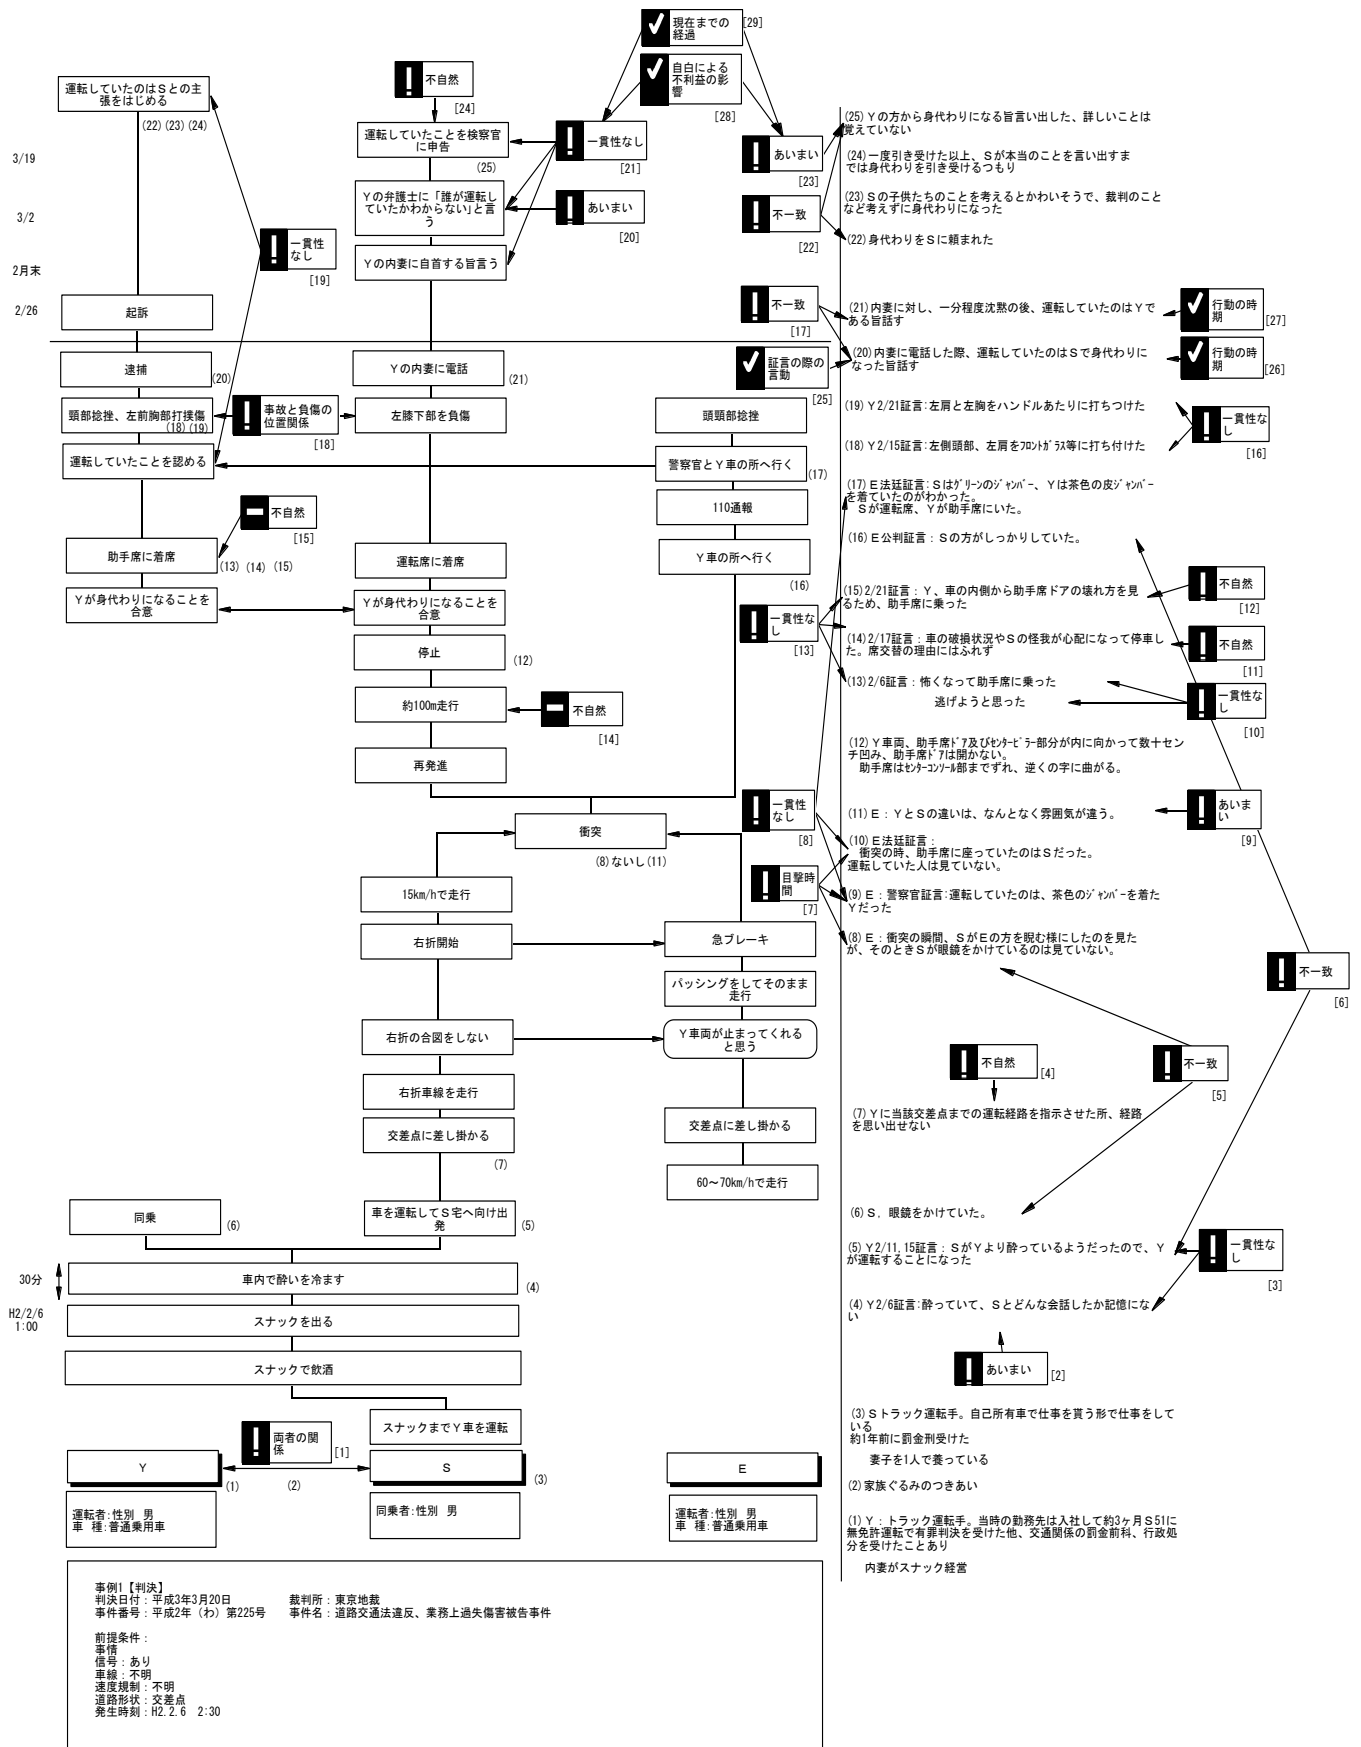 現在までの
経過
[29]
自白による
不利益の影
響
[28]
不自然
[24]
運転していたのはSとの主
張をはじめる
(22)(23)(24)
運転していたことを検察官
に申告
(25)
一貫性なし
[21]
あいまい
[23]
(25) Yの方から身代わりになる旨言い出した、詳しいことは
覚えていない
(24) 一度引き受けた以上、Sが本当のことを言い出すま
では身代わりを引き受けるつもり
3/19
Yの弁護士に「誰が運転し
ていたかわからない」と言
う
あいまい
[20]
不一致
[22]
(23) Sの子供たちのことを考えるとかわいそうで、裁判のこと
など考えずに身代わりになった
(22) 身代わりをSに頼まれた
3/2
一貫性
なし
[19]
Yの内妻に自首する旨言う
2月末
2/26
起訴
不一致
[17]
(21) 内妻に対し、一分程度沈黙の後、運転していたのはYで
ある旨話す
行動の時
期
[27]
逮捕
(20)
Yの内妻に電話
(21)
証言の際の
言動
[25]
(20) 内妻に電話した際、運転していたのはSで身代わりに
なった旨話す
行動の時
期
[26]
頸部捻挫、左前胸部打撲傷
(18)(19)
事故と負傷の
位置関係
[18]
左膝下部を負傷
頭頸部捻挫
(19) Y2/21証言:左肩と左胸をハンドルあたりに打ちつけた
(18) Y2/15証言:左側頭部、左肩をフロントガラス等に打ち付けた
一貫性な
し
[16]
運転していたことを認める
警察官とY車の所へ行く
(17)
(17) E法廷証言:Sはグリーンのジャンパー、Yは茶色の皮ジャンパー
を着ていたのがわかった。
Sが運転席、Yが助手席にいた。
不自然
[15]
110通報
(16) E公判証言:Sの方がしっかりしていた。
助手席に着席
(13) (14) (15)
運転席に着席
Y車の所へ行く
(16)
Yが身代わりになることを
合意
Yが身代わりになることを
合意
一貫性な
し
[13]
(15) 2/21証言:Y、車の内側から助手席ドアの壊れ方を見
るため、助手席に乗った
不自然
[12]
停止
(12)
(14) 2/17証言:車の破損状況やSの怪我が心配になって停車し
た。席交替の理由にはふれず
不自然
[11]
約100m走行
不自然
[14]
(13) 2/6証言:怖くなって助手席に乗った
逃げようと思った
一貫性な
し
[10]
再発進
(12) Y車両、助手席ドア及びセンターピラー部分が内に向かって数十セン
チ凹み、助手席ドアは開かない。
助手席はセンターコンソール部までずれ、逆くの字に曲がる。
衝突
(8)ないし(11)
一貫性
なし
[8]
(11) E:YとSの違いは、なんとなく雰囲気が違う。
あいま
い
[9]
(10) E法廷証言:
衝突の時、助手席に座っていたのはSだった。
運転していた人は見ていない。
15km/hで走行
目撃時
間
[7]
(9) E:警察官証言:運転していたのは、茶色のジャンパーを着た
Yだった
右折開始
急ブレーキ
(8) E:衝突の瞬間、SがEの方を睨む様にしたのを見た
が、そのときSが眼鏡をかけているのは見ていない。
不一致
[6]
パッシングをしてそのまま
走行
右折の合図をしない
Y車両が止まってくれる
と思う
不自然
[4]
不一致
[5]
右折車線を走行
交差点に差し掛かる
(7)
交差点に差し掛かる
(7) Yに当該交差点までの運転経路を指示させた所、経路
を思い出せない
60～70km/hで走行
同乗
(6)
車を運転してS宅へ向け出
発
(5)
(6) S、眼鏡をかけていた。
(5) Y2/11,15証言:SがYより酔っているようだったので、Y
が運転することになった
一貫性な
し
[3]
30分
車内で酔いを冷ます
(4)
H2/2/6
1:00
スナックを出る
(4) Y2/6証言:酔っていて、Sとどんな会話したか記憶にな
い
スナックで飲酒
あいまい
[2]
スナックまでY車を運転
両者の関
係
[1]
(3) Sトラック運転手。自己所有車で仕事を貰う形で仕事をして
いる
約1年前に罰金刑受けた
妻子を1人で養っている
Y
(1)
(2)
S
(3)
E
(2) 家族ぐるみのつきあい
運転者:性別 男
車 種:普通乗用車
同乗者:性別 男
運転者:性別 男
車 種:普通乗用車
(1) Y:トラック運転手。当時の勤務先は入社して約3ヶ月S51に
無免許運転で有罪判決を受けた他、交通関係の罰金前科、行政処
分を受けたことあり
内妻がスナック経営
事例1【判決】
判決日付:平成3年3月20日 裁判所:東京地裁
事件番号:平成2年(わ)第225号 事件名:道路交通法違反、業務上過失傷害被告事件
前提条件:
事情
信号:あり
車線:不明
速度規制:不明
道路形状:交差点
発生時刻:H2.2.6 2:30